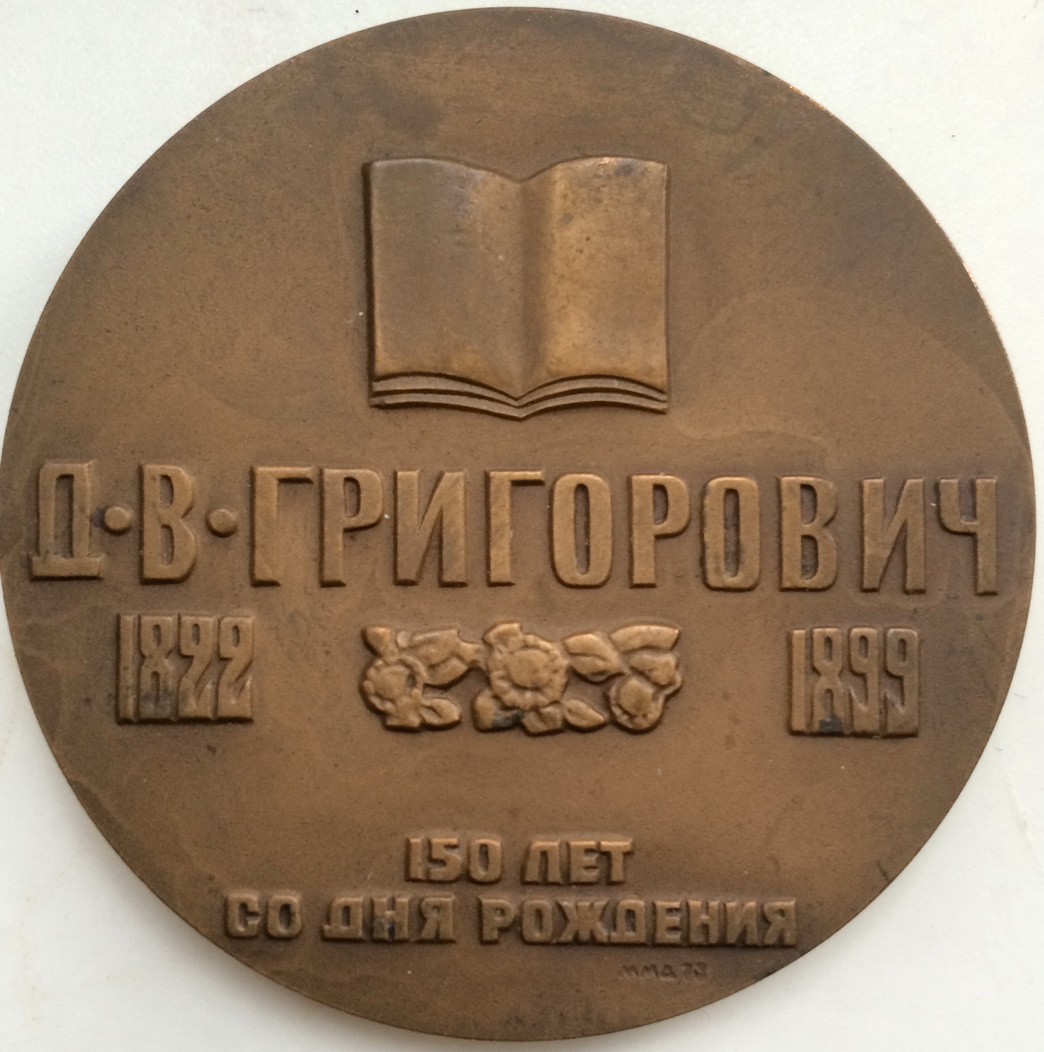 Д·В·ГРИГОРОВИЧ
1822 1899
150 ЛЕТ
СО ДНЯ РОЖДЕНИЯ
ММД 73